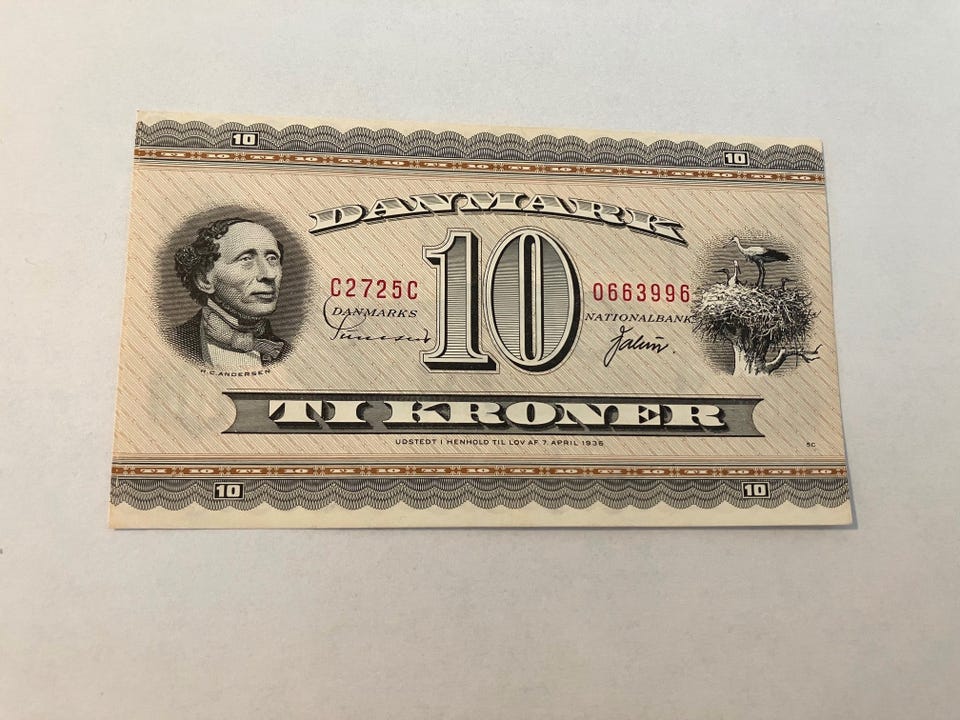 10 10
DANMARK
C2725C 10 0663996
DANMARKS NATIONALBANK
H.C. ANDERSEN
TI KRONER
UDSTEDT I HENHOLD TIL LOV AF 7. APRIL 1936
5C
10 10